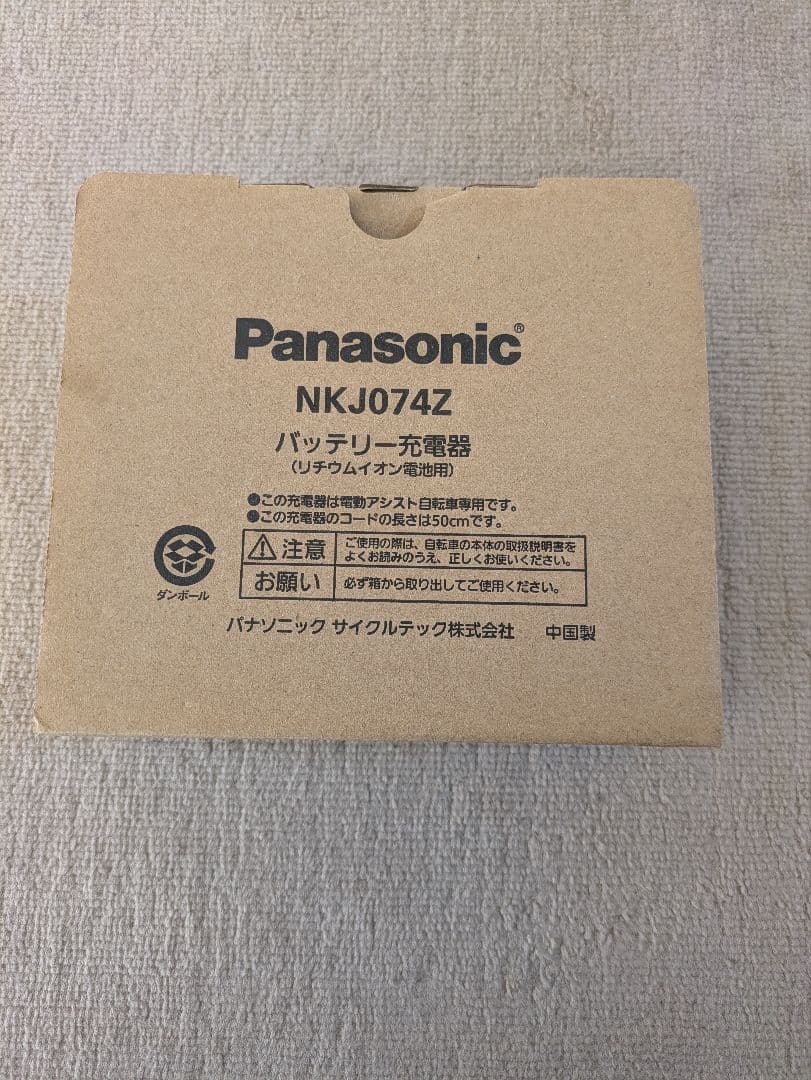 Panasonic®
NKJ074Z
バッテリー充電器
(リチウムイオン電池用)
●この充電器は電動アシスト自転車専用です。
●この充電器のコードの長さは50cmです。
注意
ご使用の際は、自転車の本体の取扱説明書を
よくお読みのうえ、正しくお使いください。
お願い
必ず箱から取り出してご使用ください。
ダンボール
パナソニック サイクルテック株式会社 中国製